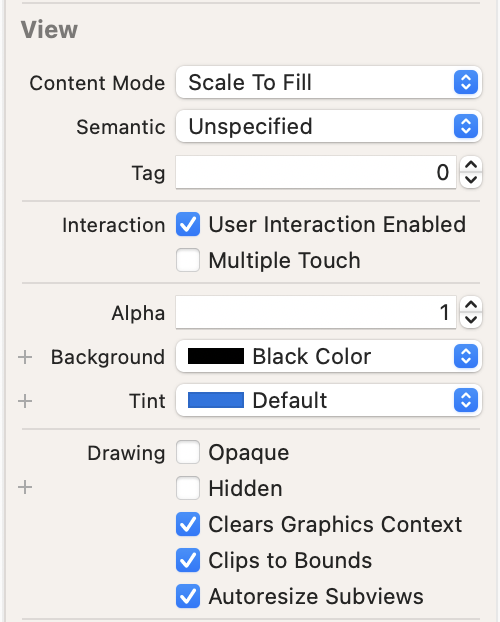 View
Content Mode Scale To Fill
Semantic Unspecified
Tag 0
Interaction User Interaction Enabled
Multiple Touch
Alpha 1
+ Background Black Color
+ Tint Default
Drawing Opaque
+ Hidden
Clears Graphics Context
Clips to Bounds
Autoresize Subviews